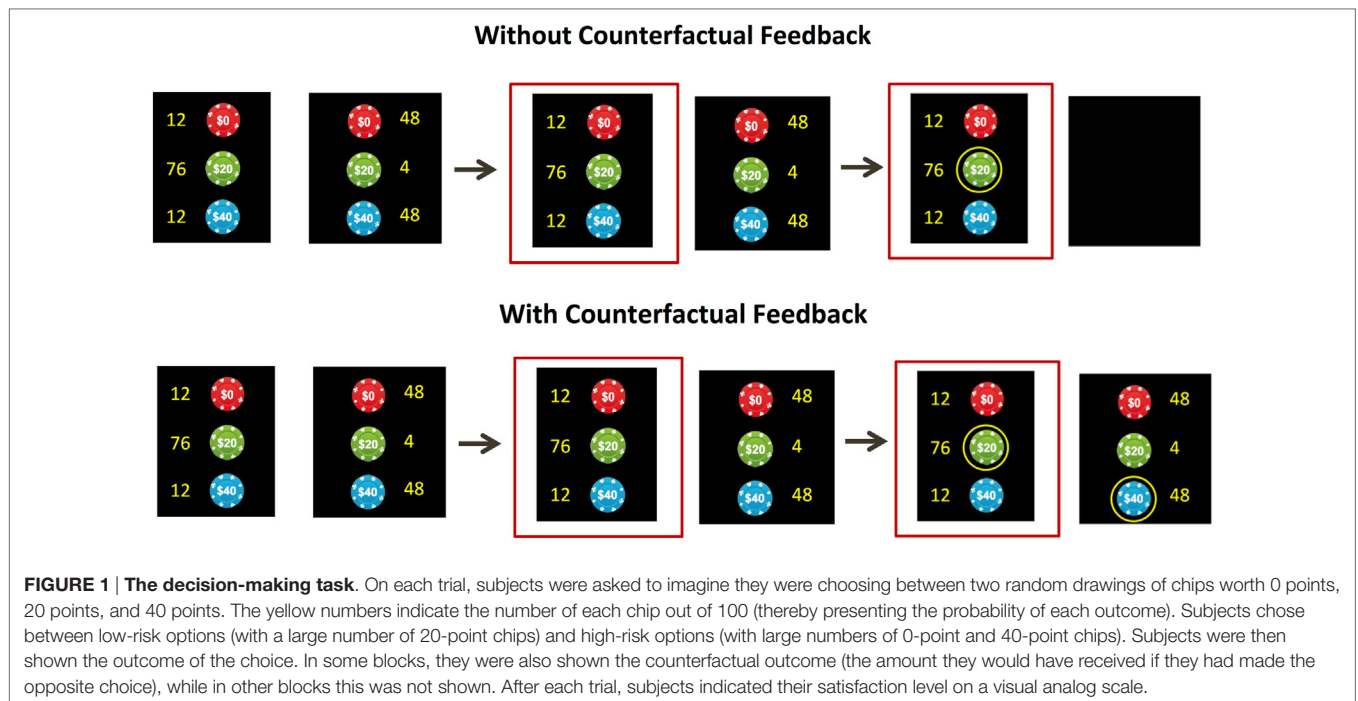 Without Counterfactual Feedback
12 $0 $0 48 12 $0 $0 48 12 $0
76 $20 $20 4 76 $20 $20 4 76 $20
12 $40 $40 48 12 $40 $40 48 12 $40
With Counterfactual Feedback
12 $0 $0 48 12 $0 $0 48 12 $0 $0 48
76 $20 $20 4 76 $20 $20 4 76 $20 $20 4
12 $40 $40 48 12 $40 $40 48 12 $40 $40 48
FIGURE 1 | The decision-making task. On each trial, subjects were asked to imagine they were choosing between two random drawings of chips worth 0 points,
20 points, and 40 points. The yellow numbers indicate the number of each chip out of 100 (thereby presenting the probability of each outcome). Subjects chose
between low-risk options (with a large number of 20-point chips) and high-risk options (with large numbers of 0-point and 40-point chips). Subjects were then
shown the outcome of the choice. In some blocks, they were also shown the counterfactual outcome (the amount they would have received if they had made the
opposite choice), while in other blocks this was not shown. After each trial, subjects indicated their satisfaction level on a visual analog scale.